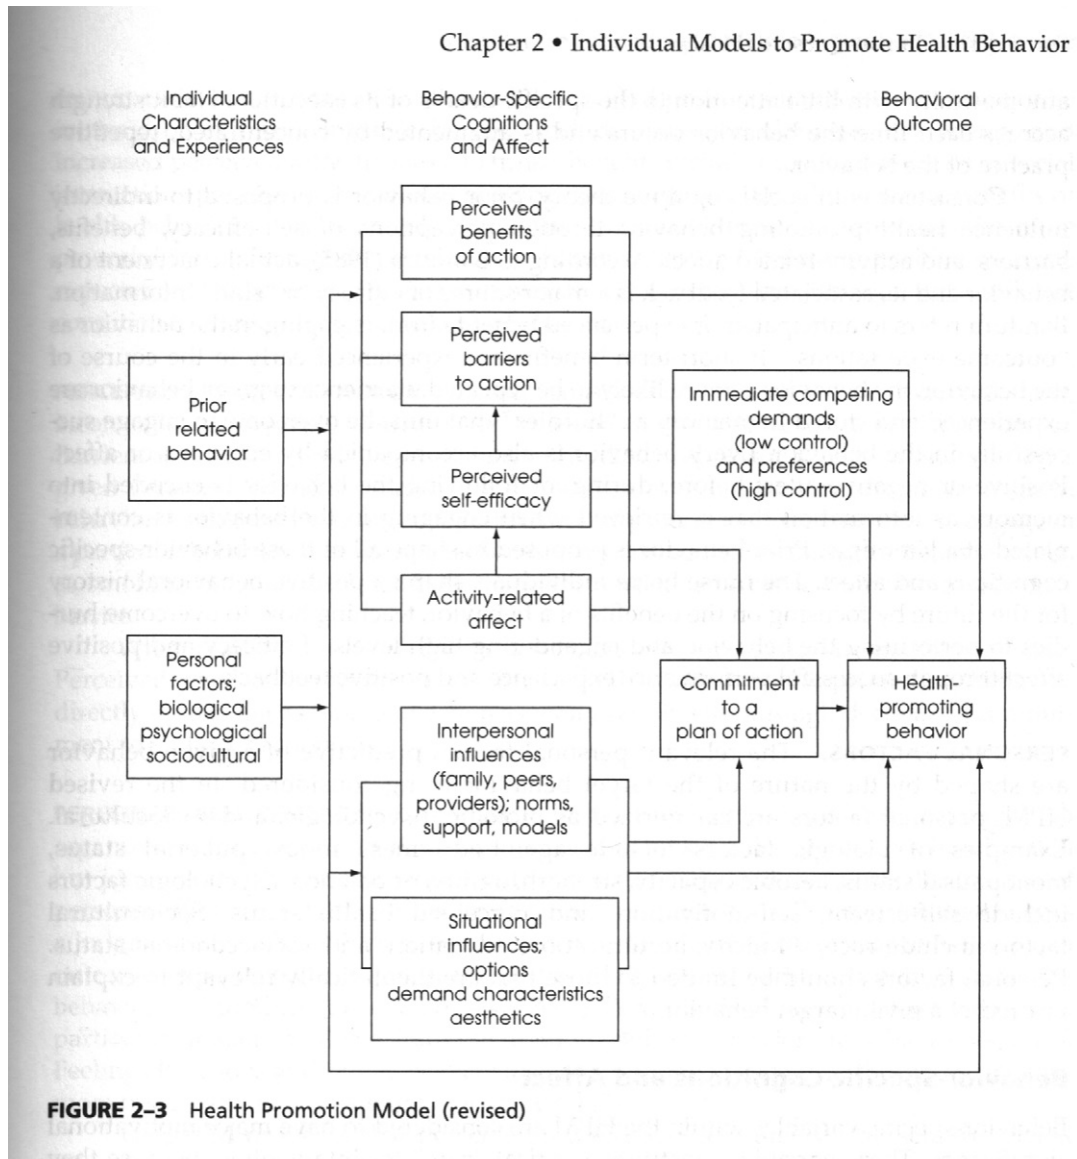 Chapter 2 • Individual Models to Promote Health Behavior
Individual
Characteristics
and Experiences
Behavior-Specific
Cognitions
and Affect
Behavioral
Outcome
Perceived
benefits
of action
Perceived
barriers
to action
Prior
related
behavior
Perceived
self-efficacy
Immediate competing
demands
(low control)
and preferences
(high control)
Activity-related
affect
Personal
factors;
biological
psychological
sociocultural
Interpersonal
influences
(family, peers,
providers); norms,
support, models
Commitment
to a
plan of action
Health-
promoting
behavior
Situational
influences;
options
demand characteristics
aesthetics
FIGURE 2–3 Health Promotion Model (revised)